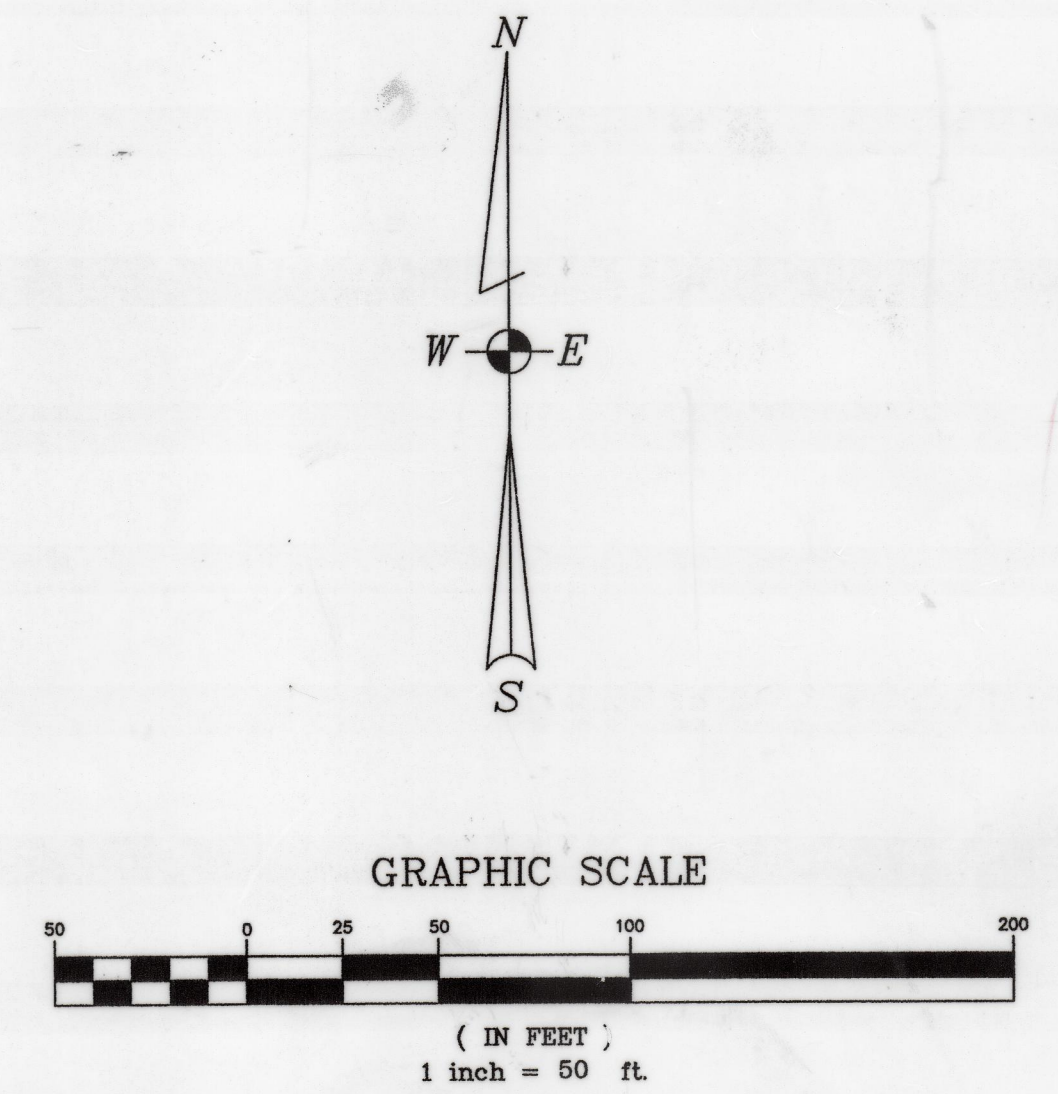 N
W E
S
GRAPHIC SCALE
50 0 25 50 100 200
( IN FEET )
1 inch = 50 ft.